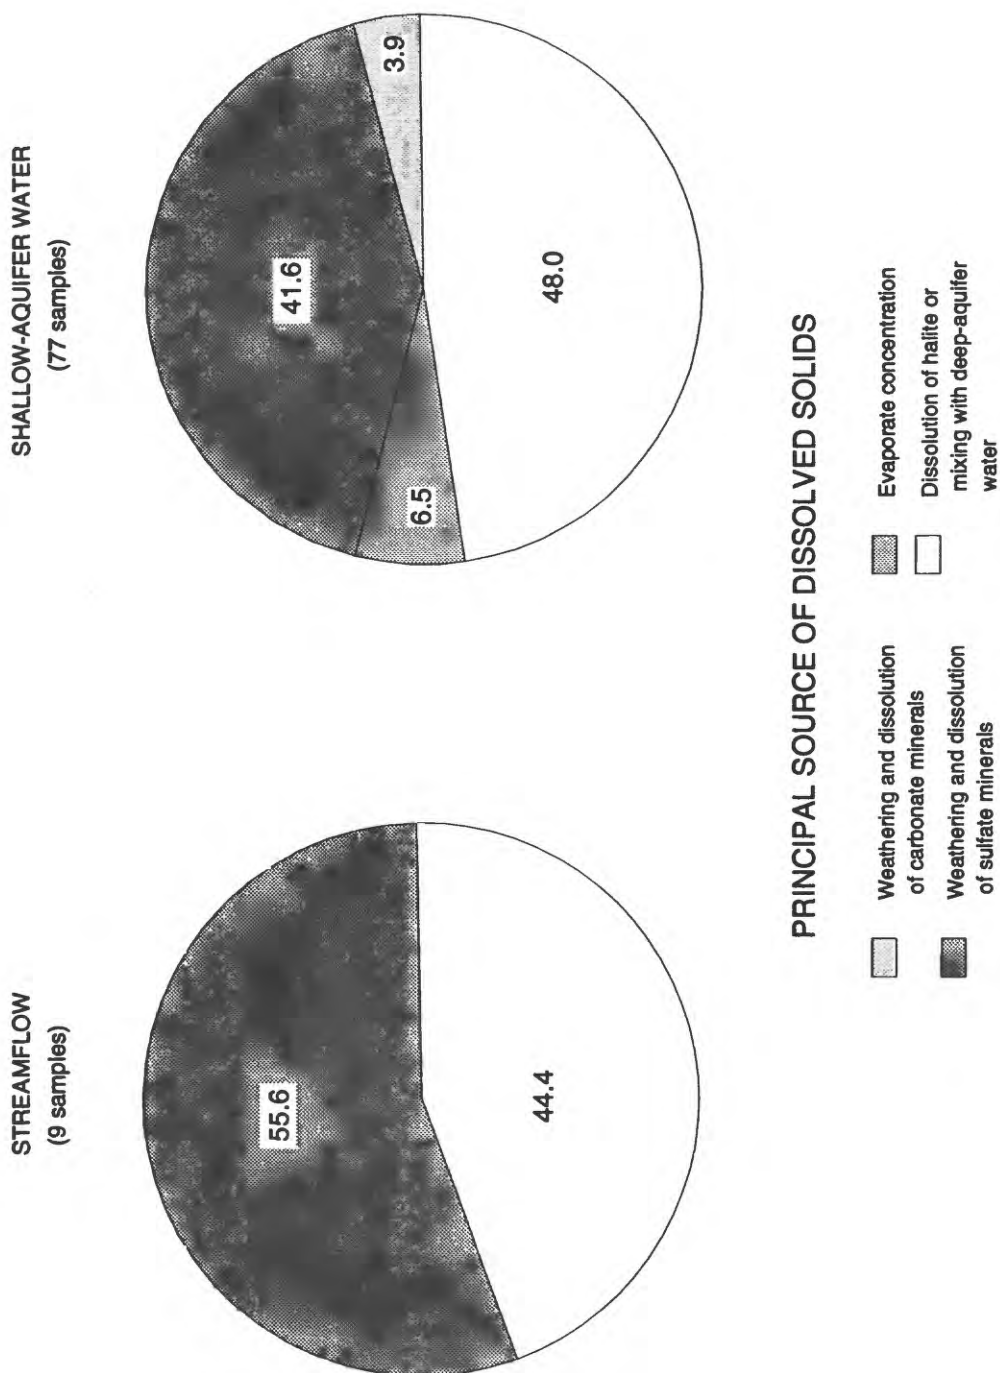 STREAMFLOW
(9 samples)
55.6
44.4
SHALLOW-AQUIFER WATER
(77 samples)
41.6
3.9
6.5
48.0
PRINCIPAL SOURCE OF DISSOLVED SOLIDS
Weathering and dissolution
of carbonate minerals
Weathering and dissolution
of sulfate minerals
Evaporate concentration
Dissolution of halite or
mixing with deep-aquifer
water